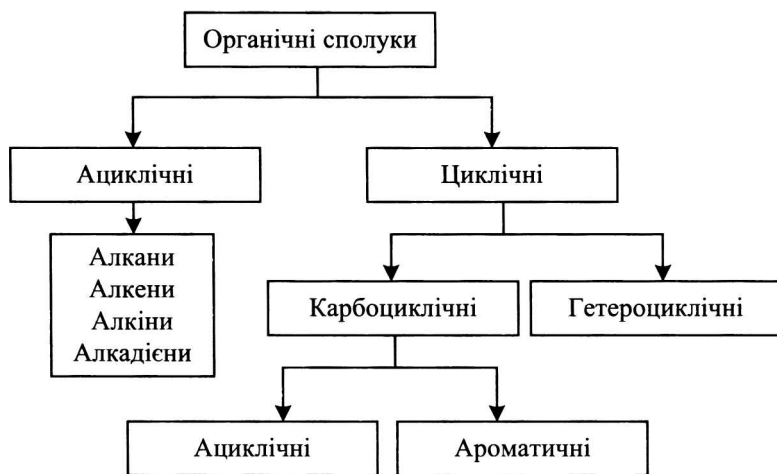 Органічні сполуки
Ациклічні
Циклічні
Алкани
Алкени
Алкіни
Алкадієни
Карбоциклічні
Гетероциклічні
Ациклічні
Ароматичні